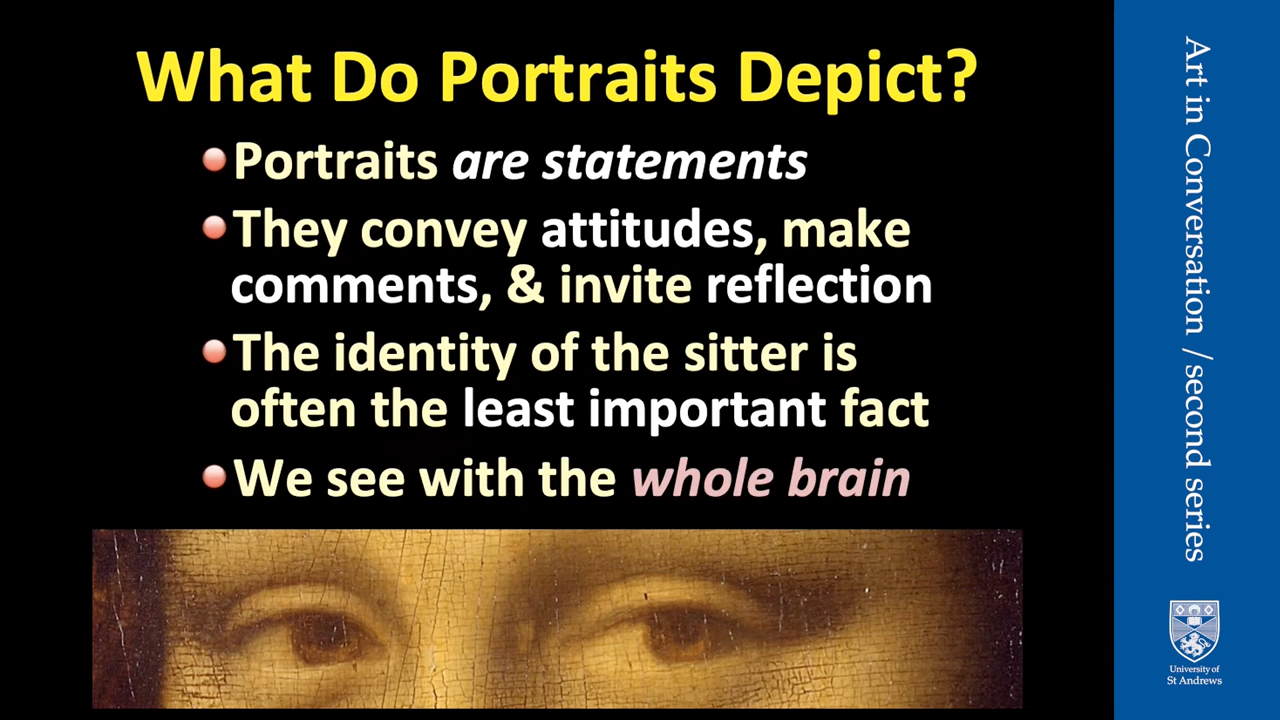 What Do Portraits Depict?
Portraits are statements
They convey attitudes, make
comments, & invite reflection
The identity of the sitter is
often the least important fact
We see with the whole brain
Art in Conversation / second series
University of
St Andrews